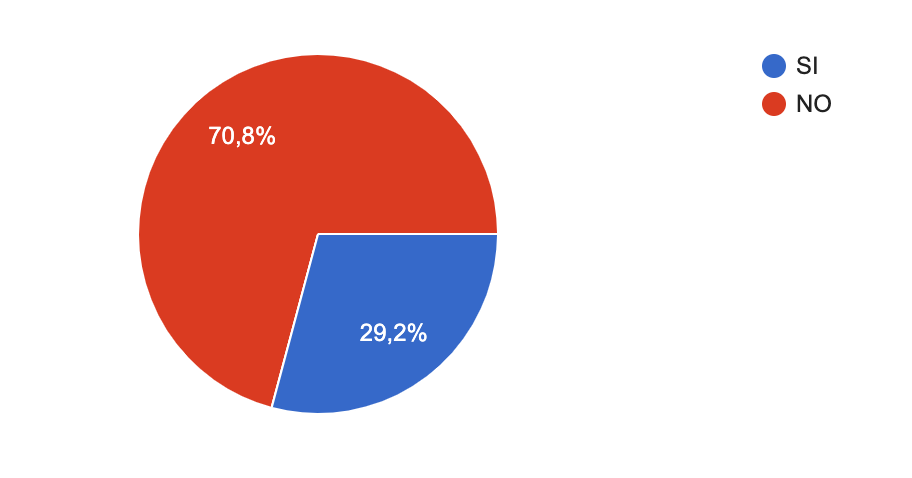 SI
NO
70,8%
29,2%